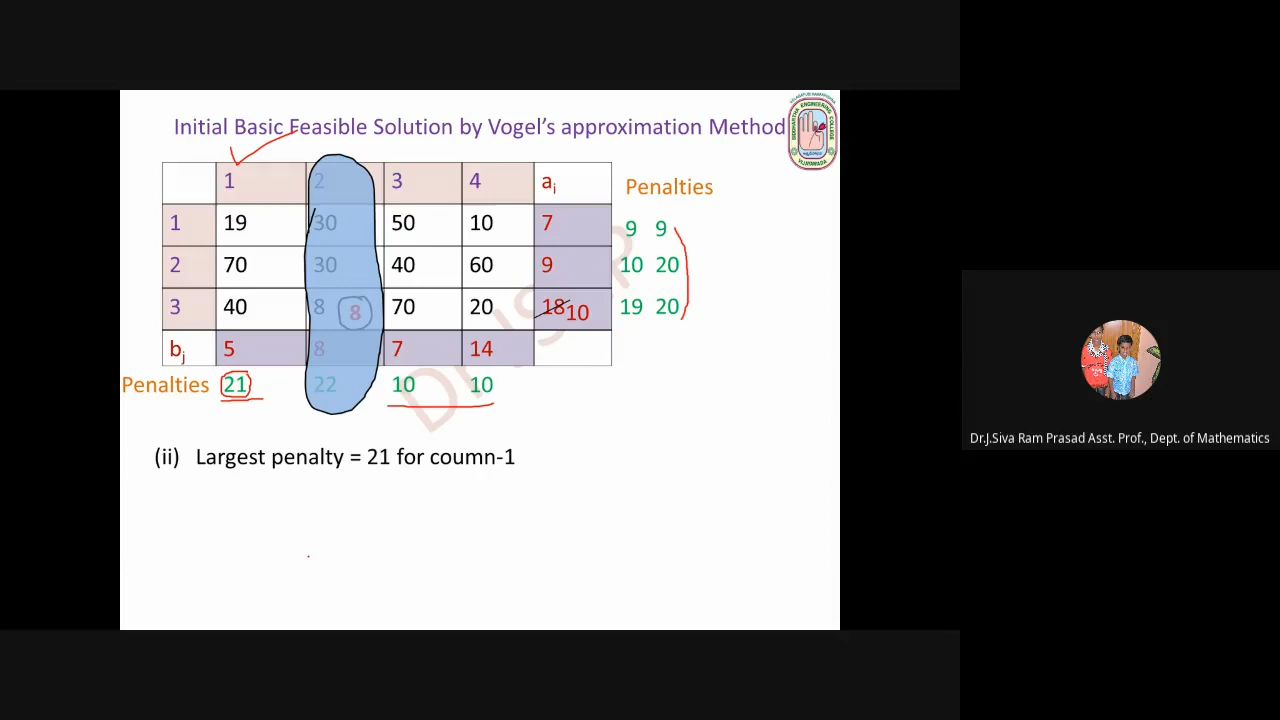 Initial Basic Feasible Solution by Vogel's approximation Method
1 2 3 4 ai Penalties
1 19 30 50 10 7 9 9
2 70 30 40 60 9 10 20
3 40 8 8 70 20 18 10 19 20
bj 5 8 7 14
Penalties 21 22 10 10
(ii) Largest penalty = 21 for coumn-1
Dr.J.Siva Ram Prasad Asst. Prof., Dept. of Mathematics